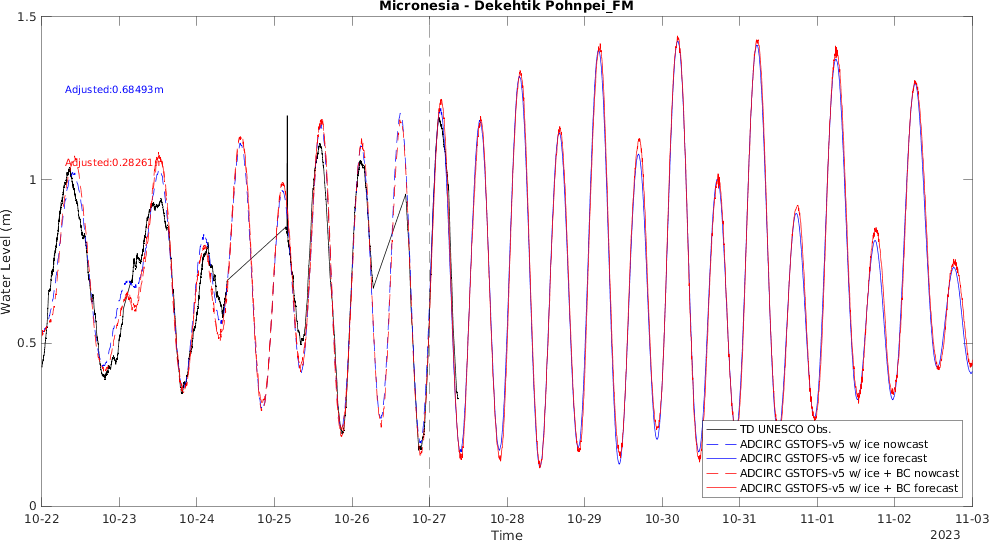 Micronesia - Dekehtik Pohnpei_FM
1.5
Adjusted:0.68493m
Adjusted:0.28261m
1
0.5
0
Water Level (m)
TD UNESCO Obs.
ADCIRC GSTOFS-v5 w/ ice nowcast
ADCIRC GSTOFS-v5 w/ ice forecast
ADCIRC GSTOFS-v5 w/ ice + BC nowcast
ADCIRC GSTOFS-v5 w/ ice + BC forecast
10-22 10-23 10-24 10-25 10-26 10-27 10-28 10-29 10-30 10-31 11-01 11-02 11-03
Time
2023